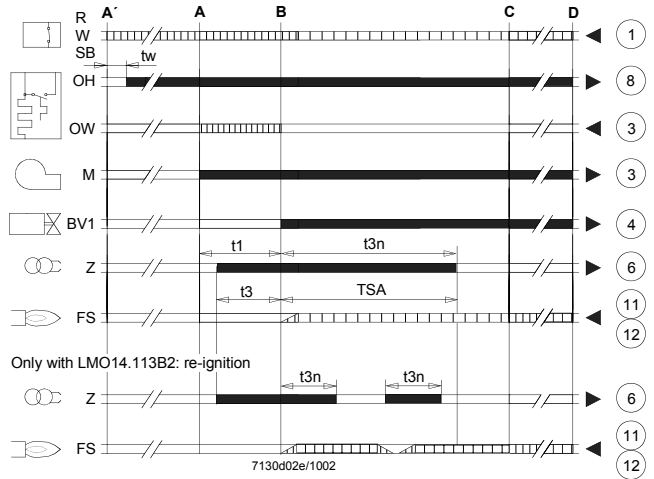 R A´ A B C D
W 1
SB tw
OH 8
OW 3
M 3
BV1 4
t1 t3n
Z 6
t3 TSA
FS 11
12
Only with LMO14.113B2: re-ignition
t3n t3n
Z 6
FS 11
12
7130d02e/1002